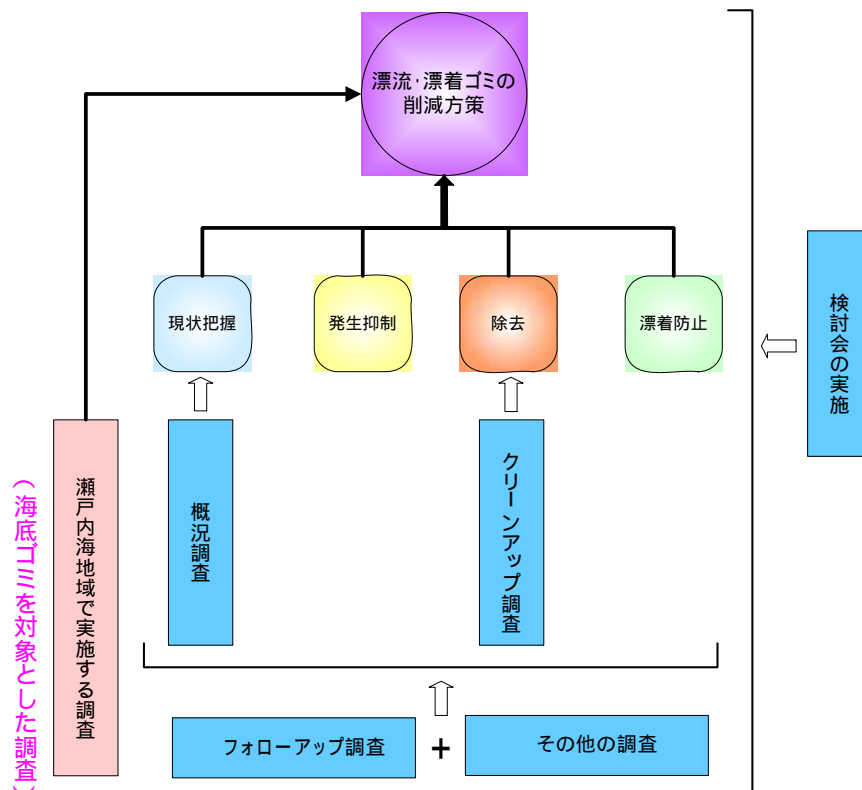 漂流・漂着ゴミの
削減方策
現状把握
発生抑制
除去
漂着防止
検討会の実施
(海底ゴミを対象とした調査)
瀬戸内海地域で実施する調査
概況調査
クリーンアップ調査
フォローアップ調査
+
その他の調査